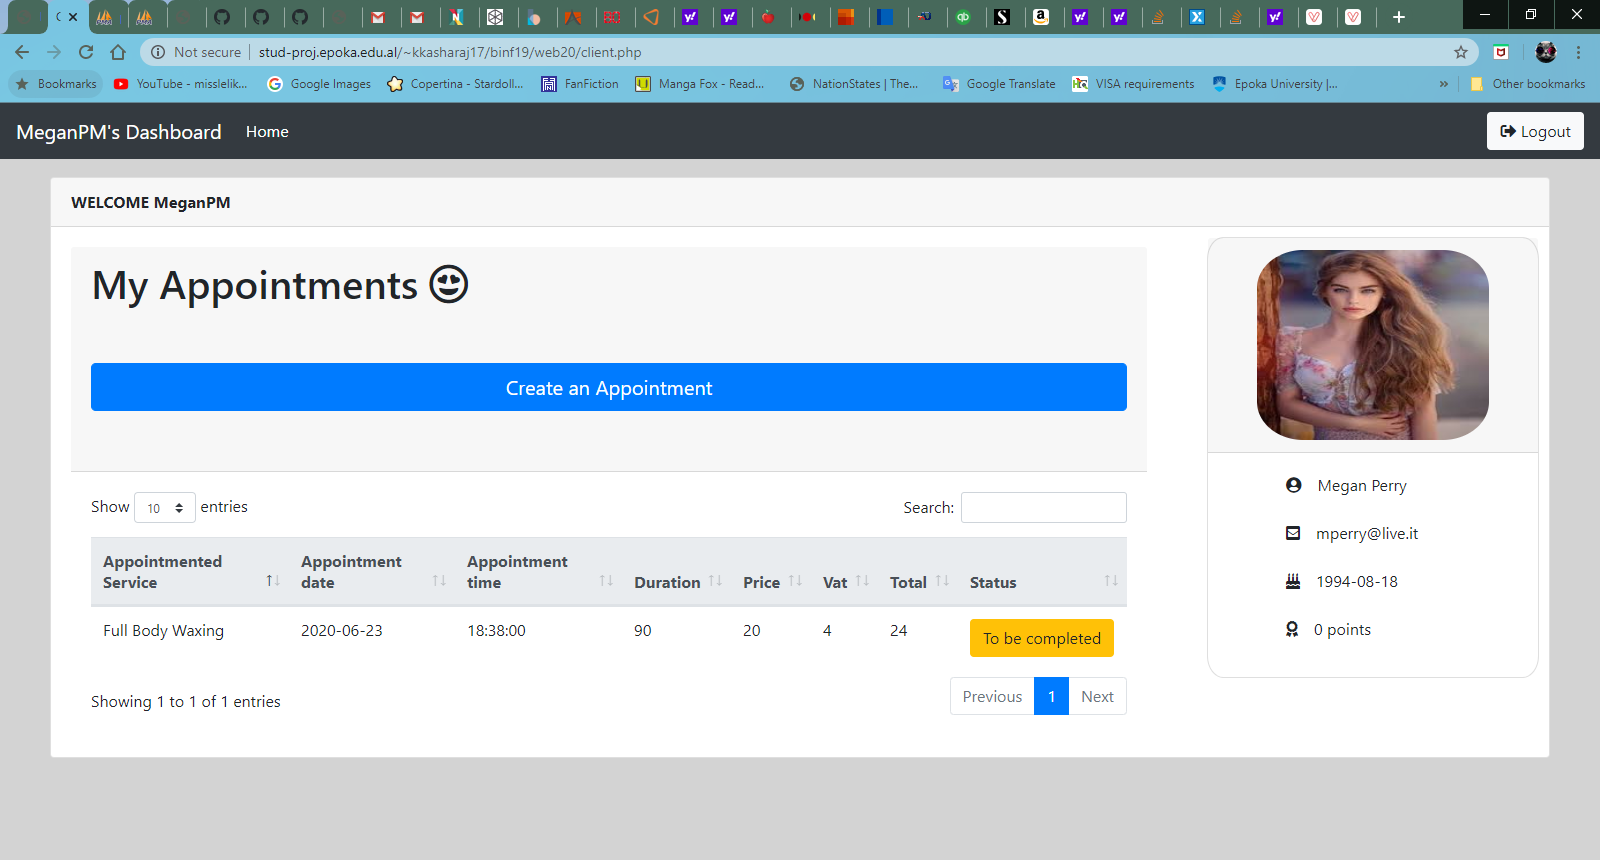 Not secure | stud-proj.epoka.edu.al/~kkasharaj17/binf19/web20/client.php
Bookmarks YouTube - misslelik... Google Images Copertina - Stardoll... FanFiction Manga Fox - Read... NationStates | The... Google Translate VISA requirements Epoka University |... » Other bookmarks
MeganPM's Dashboard Home Logout
WELCOME MeganPM
My Appointments
Create an Appointment
Show 10 entries Search:
Appointmented Service Appointment date Appointment time Duration Price Vat Total Status
Full Body Waxing 2020-06-23 18:38:00 90 20 4 24 To be completed
Showing 1 to 1 of 1 entries Previous 1 Next
Megan Perry
mperry@live.it
1994-08-18
0 points